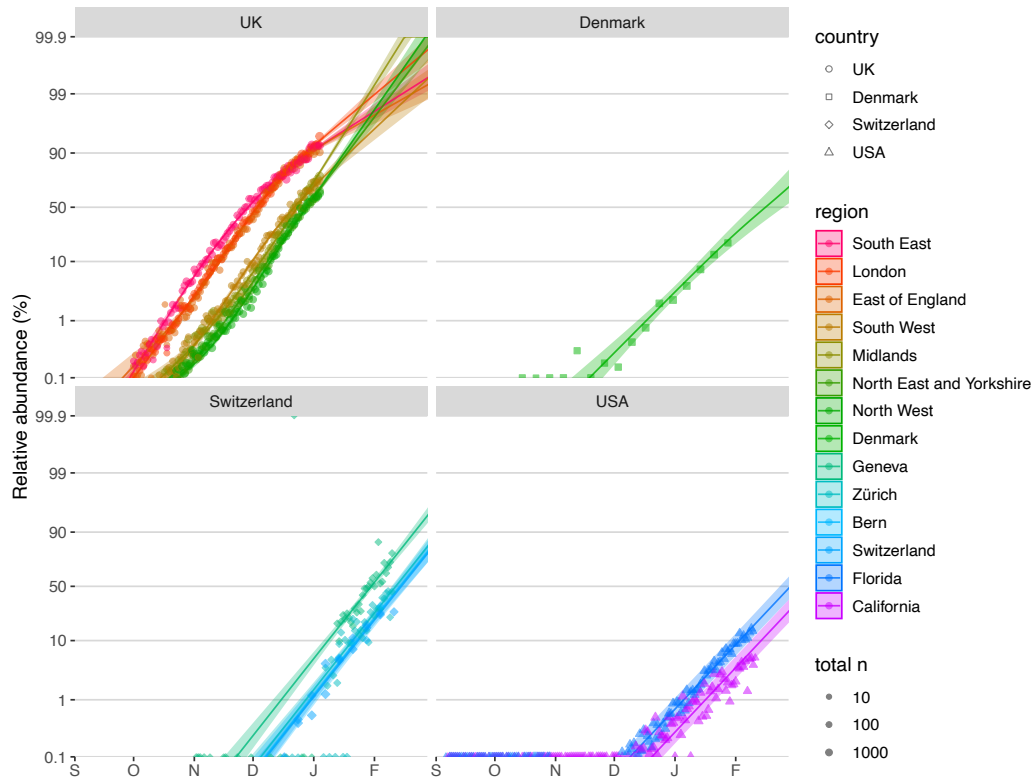 UK
Denmark
99.9
99
90
50
10
1
0.1
Switzerland
USA
99.9
99
90
50
10
1
0.1
S O N D J F
S O N D J F
Relative abundance (%)
country
UK
Denmark
Switzerland
USA
region
South East
London
East of England
South West
Midlands
North East and Yorkshire
North West
Denmark
Geneva
Zürich
Bern
Switzerland
Florida
California
total n
10
100
1000